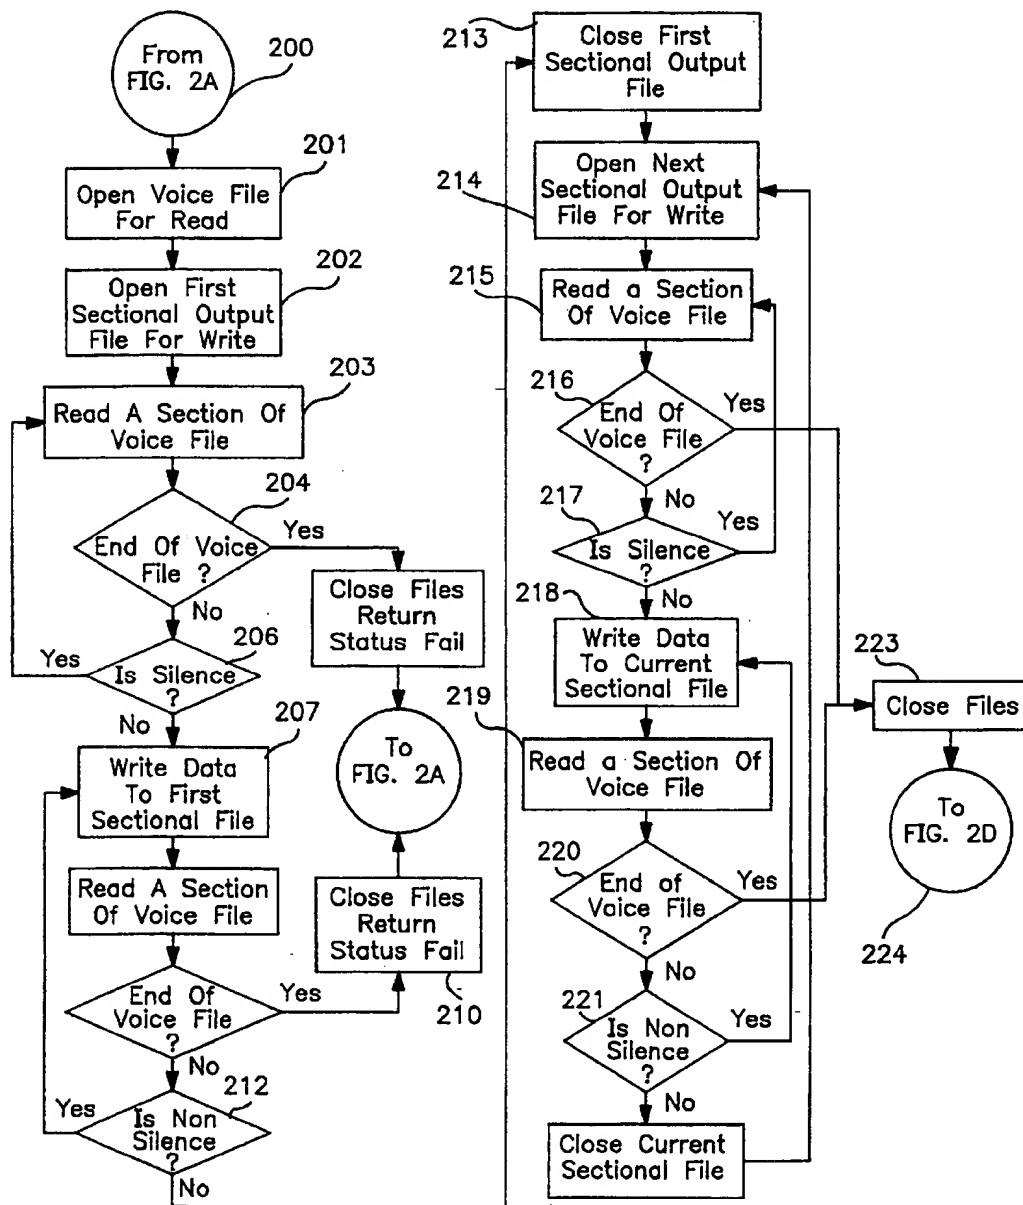 From
FIG. 2A
200
201
Open Voice File
For Read
202
Open First
Sectional Output
File For Write
203
Read A Section Of
Voice File
204
End Of Voice
File ?
Yes
No
Close Files
Return
Status Fail
206
Yes
Is Silence
?
No
To
FIG. 2A
207
Write Data
To First
Sectional File
Read A Section
Of Voice File
Close Files
Return
Status Fail
210
End Of
Voice File
?
Yes
No
212
Yes
Is Non
Silence
?
No
213
Close First
Sectional Output
File
214
Open Next
Sectional Output
File For Write
215
Read a Section
Of Voice File
216
End Of
Voice File
?
Yes
No
217
Is Silence
?
Yes
No
218
Write Data
To Current
Sectional File
219
Read a Section Of
Voice File
220
End of
Voice File
?
Yes
No
221
Is Non
Silence
?
Yes
No
Close Current
Sectional File
223
Close Files
To
FIG. 2D
224